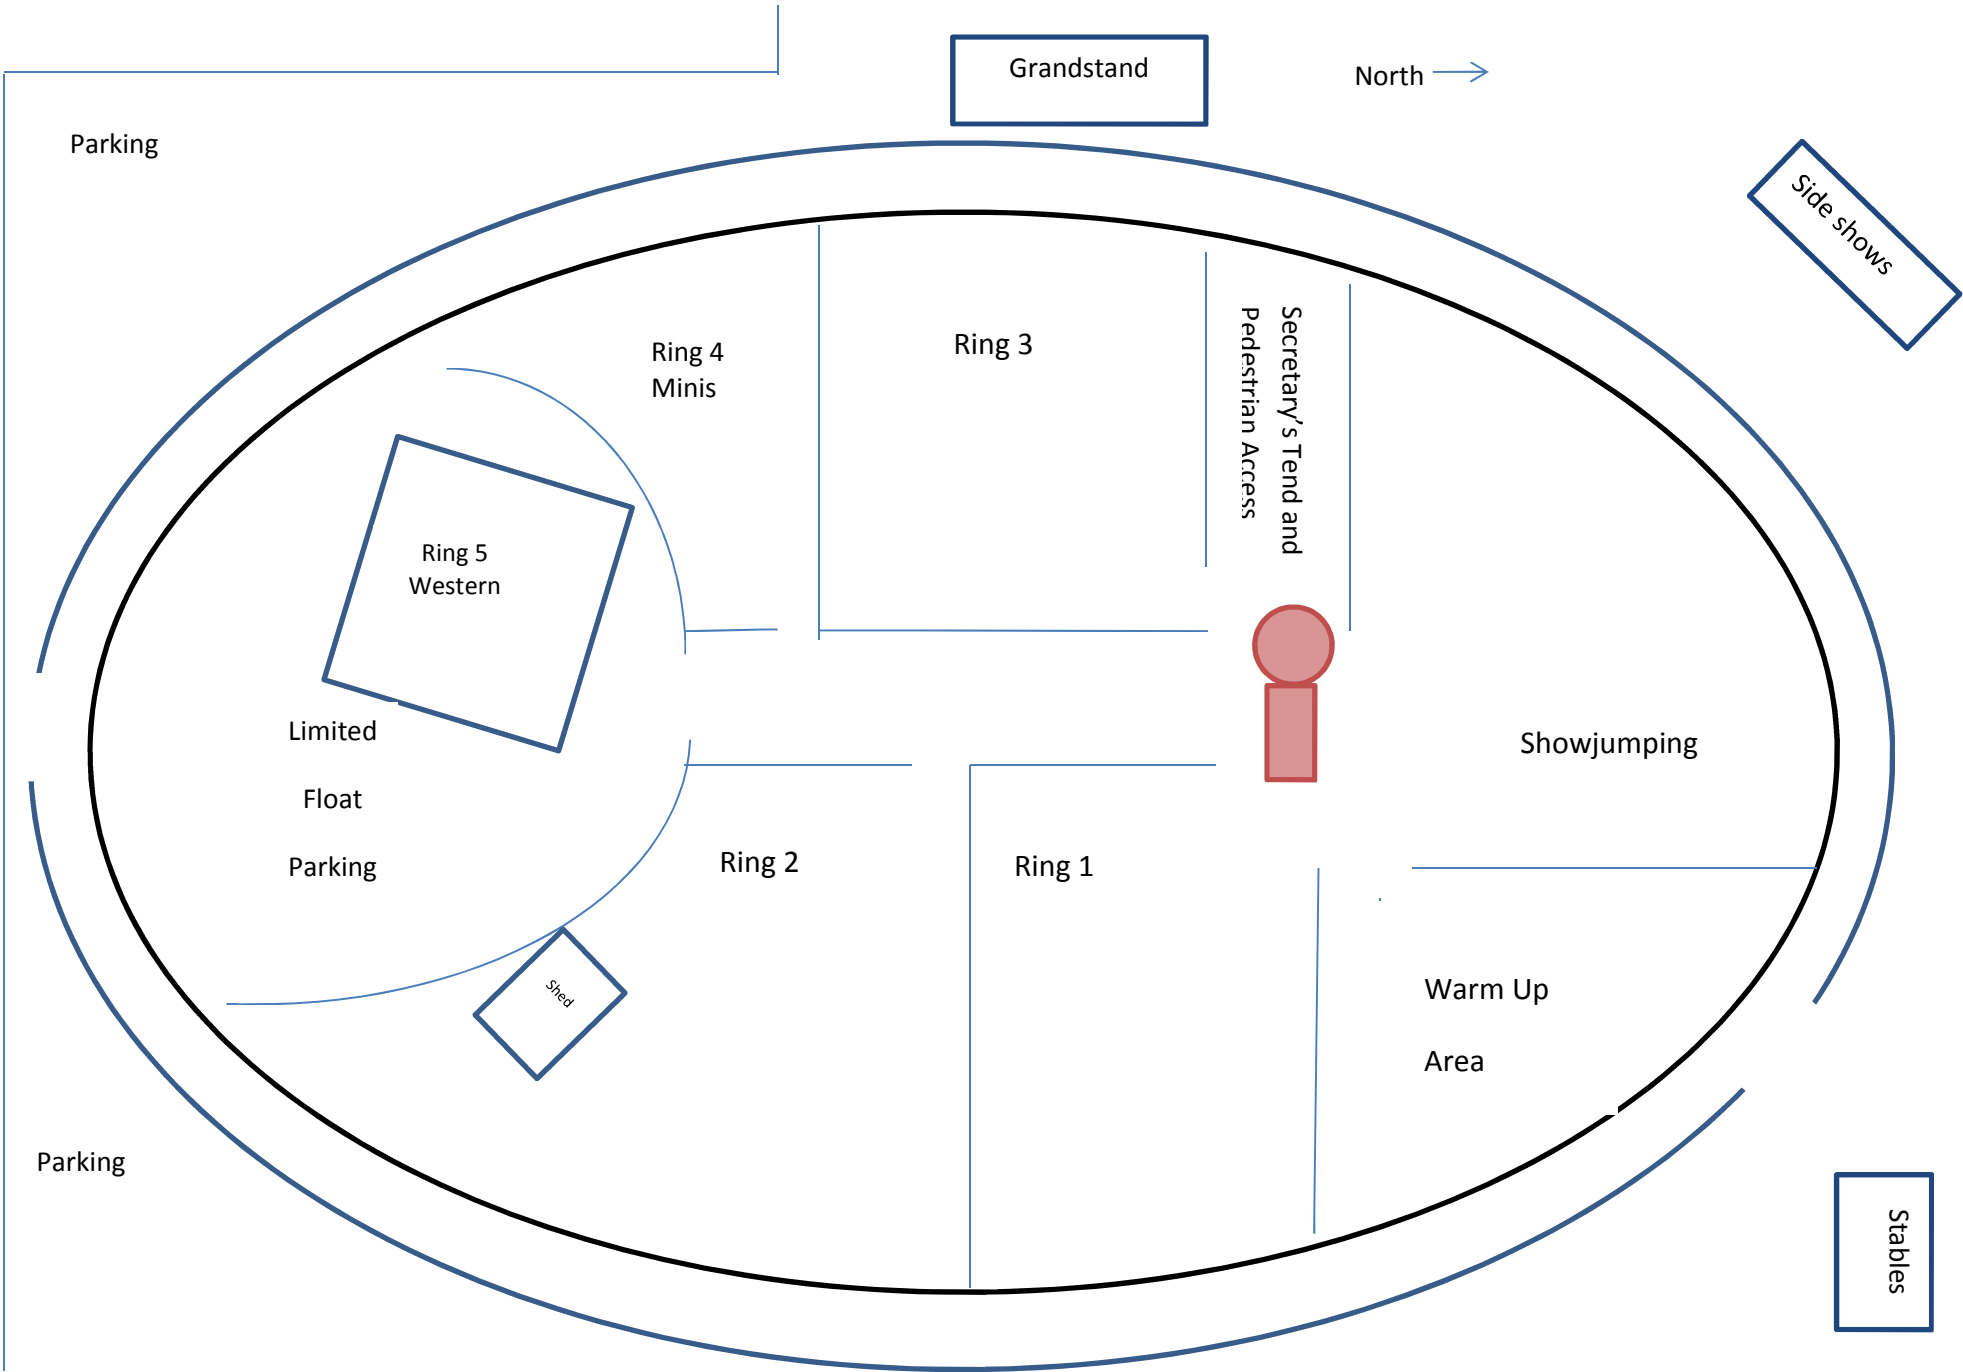 Grandstand
North
Parking
Side shows
Ring 4
Minis
Ring 3
Secretary’s Tend and
Pedestrian Access
Ring 5
Western
Limited
Float
Parking
Showjumping
Ring 2
Ring 1
Shed
Warm Up
Area
Parking
Stables